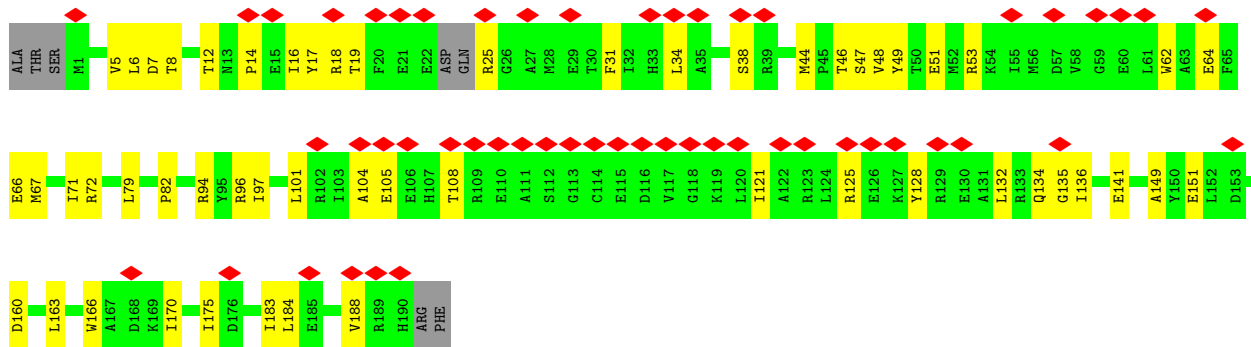 ALA THR SER M1 V5 L6 D7 T8 T12 N13 P14 E15 I16 Y17 R18 T19 F20 E21 E22 ASP GLN R25 G26 A27 M28 E29 T30 F31 I32 H33 L34 A35 S38 R39 M44 P45 T46 S47 V48 Y49 T50 E51 M52 R53 K54 I55 M56 D57 V58 G59 E60 L61 W62 A63 E64 F65
E66 M67 I71 R72 L79 P82 R94 Y95 R96 I97 L101 R102 I103 A104 E105 E106 H107 T108 R109 E110 A111 S112 G113 C114 E115 D116 V117 G118 K119 L120 I121 A122 R123 L124 R125 E126 K127 Y128 R129 E130 A131 L132 R133 Q134 G135 I136 E141 A149 Y150 E151 L152 D153
D160 L163 W166 A167 D168 K169 I170 I175 D176 I183 L184 E185 V188 R189 H190 ARG PHE